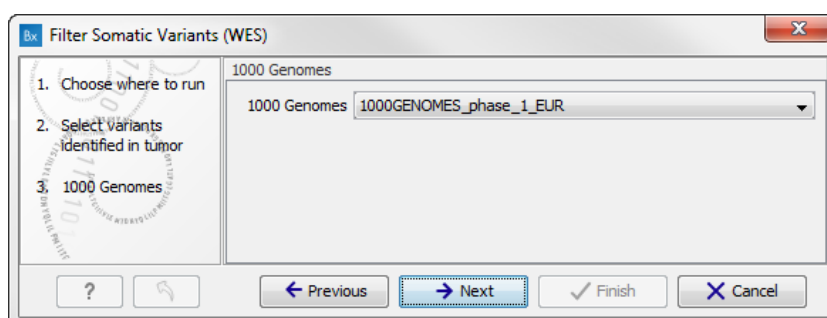 Bx Filter Somatic Variants (WES)
1. Choose where to run
2. Select variants
identified in tumor
3. 1000 Genomes
1000 Genomes
1000 Genomes 1000GENOMES_phase_1_EUR
? Previous Next Finish Cancel